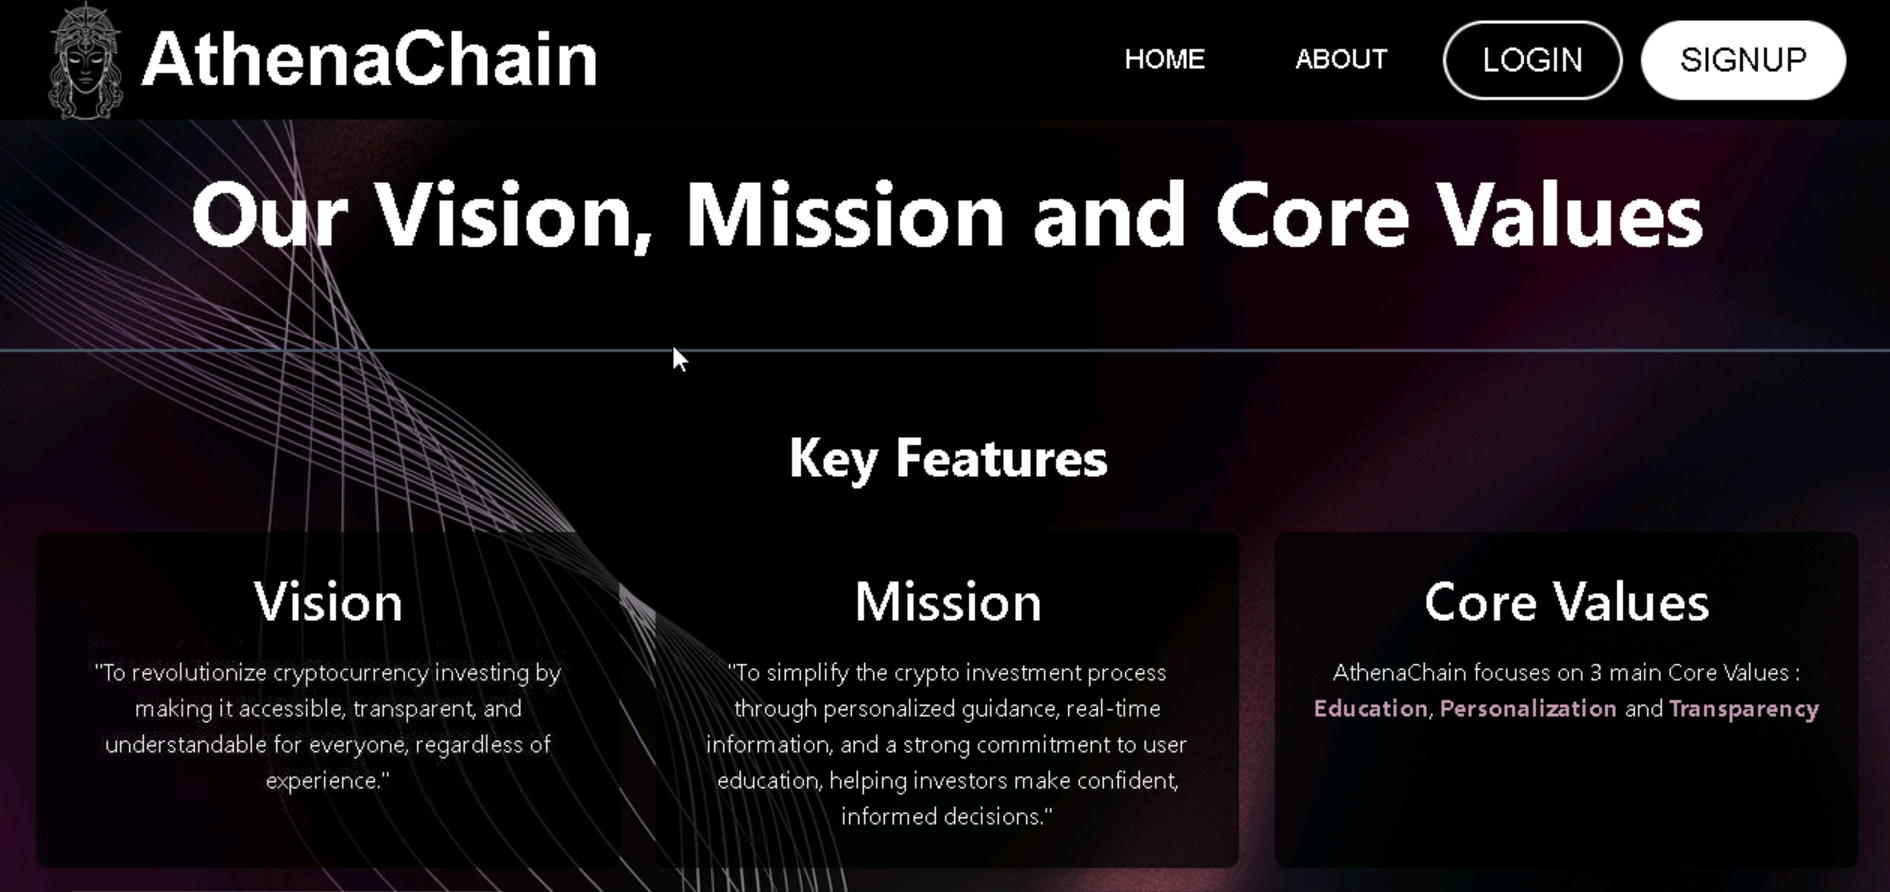 AthenaChain
HOME
ABOUT
LOGIN
SIGNUP
Our Vision, Mission and Core Values
Key Features
Vision
"To revolutionize cryptocurrency investing by
making it accessible, transparent, and
understandable for everyone, regardless of
experience."
Mission
"To simplify the crypto investment process
through personalized guidance, real-time
information, and a strong commitment to user
education, helping investors make confident,
informed decisions."
Core Values
AthenaChain focuses on 3 main Core Values :
Education, Personalization and Transparency